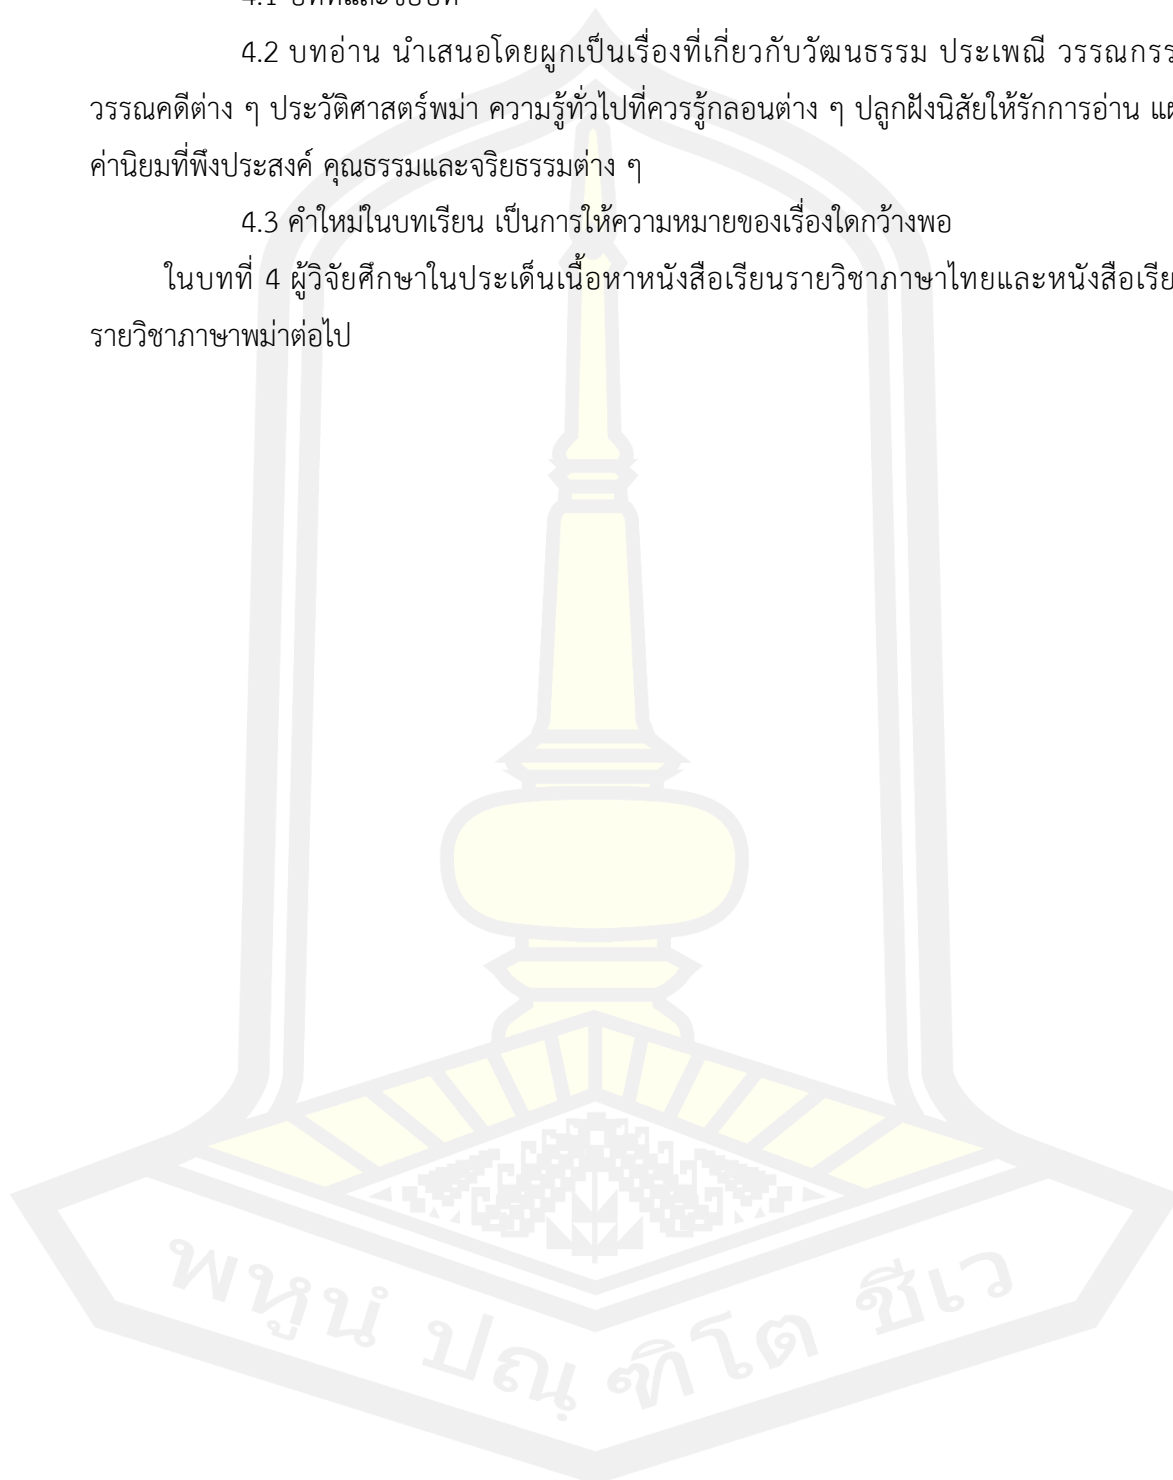 4.1 บทที่และชื่อบท
4.2 บทอ่าน นำเสนอโดยผูกเป็นเรื่องที่เกี่ยวกับวัฒนธรรม ประเพณี
วรรณคดีต่าง ๆ ประวัติศาสตร์พม่า ความรู้ทั่วไปที่ควรรู้กลอนต่าง ๆ ปลูกฝังนิสัยให้รักการอ่าน
ค่านิยมที่พึงประสงค์ คุณธรรมและจริยธรรมต่าง ๆ
4.3 คำใหม่ในบทเรียน เป็นการให้ความหมายของเรื่องใดกว้างพอ
ในบทที่ 4 ผู้วิจัยศึกษาในประเด็นเนื้อหาหนังสือเรียนรายวิชาภาษาไทยและหนังสือ
รายวิชาภาษาพม่าต่อไป
พหูนํ ปณฺฑิโต ชีเว